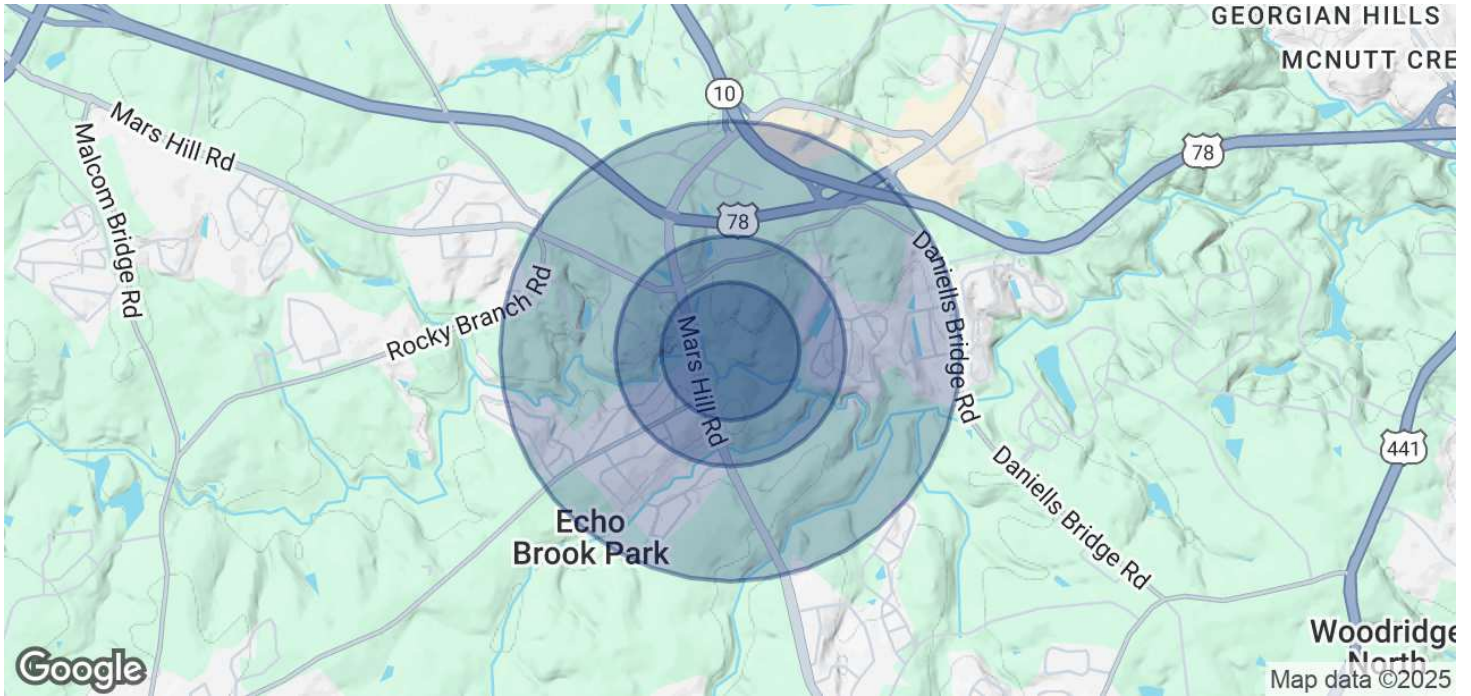 GEORGIAN HILLS
MCNUTT CRE
10
Mars Hill Rd
Malcom Bridge Rd
78
78
Daniells Bridge Rd
Rocky Branch Rd
Mars Hill Rd
441
Daniells Bridge Rd
Echo
Brook Park
Woodridge
North
Google
Map data ©2025